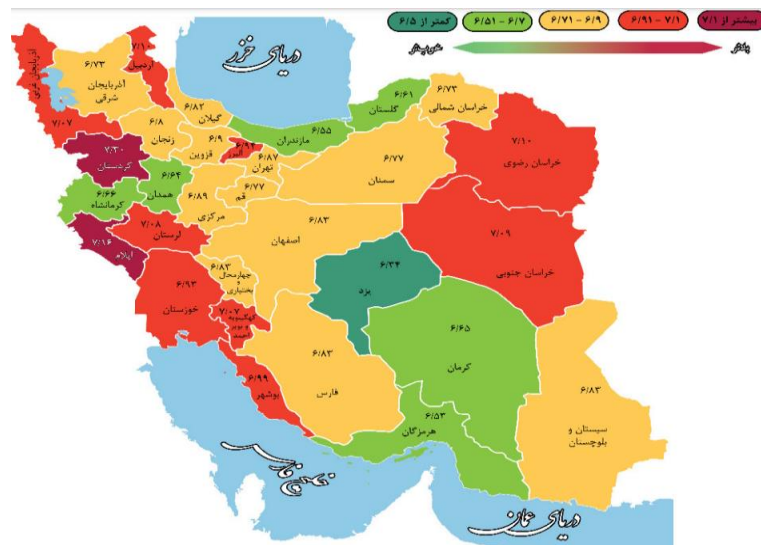 کمتر از ۶/۵
۶/۵۱ – ۶/۷
۶/۷۱ – ۶/۹
۶/۹۱ – ۷/۱
بیشتر از ۷/۱
دریای خزر
آذربایجان غربی
۷/۰۷
۶/۷۳
آذربایجان
شرقی
۷/۱۰
اردبیل
۶/۸۲
گیلان
۶/۸
زنجان
۶/۹
قزوین
۶/۹۴
البرز
۶/۸۷
تهران
۶/۵۵
مازندران
۶/۶۱
گلستان
۶/۷۳
خراسان شمالی
۷/۱۰
خراسان رضوی
۶/۷۷
سمنان
۷/۳۰
کردستان
۶/۶۴
همدان
۶/۶۶
کرمانشاه
۶/۸۹
مرکزی
۶/۷۷
قم
۷/۰۸
لرستان
۷/۱۶
ایلام
۶/۸۳
اصفهان
۷/۰۹
خراسان جنوبی
۶/۸۳
چهارمحال
و
بختیاری
۶/۳۴
یزد
۶/۹۳
خوزستان
۷/۰۷
کهگیلویه
۶/۶۵
کرمان
۶/۸۳
فارس
۶/۹۹
بوشهر
۶/۸۳
سیستان و
بلوچستان
۶/۵۳
هرمزگان
خلیج فارس
دریای عمان